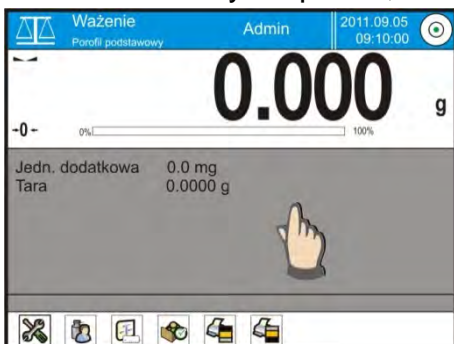 Ważenie
Porofil podstawowy
Admin
2011.09.05
09:10:00
0.000 g
-0-
0% 100%
Jedn. dodatkowa 0.0 mg
Tara 0.0000 g